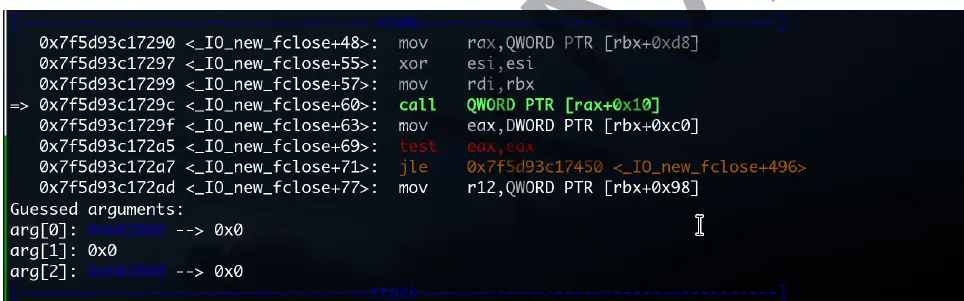 [------code------]
0x7f5d93c17290 <_IO_new_fclose+48>: mov rax,QWORD PTR [rbx+0xd8]
0x7f5d93c17297 <_IO_new_fclose+55>: xor esi,esi
0x7f5d93c17299 <_IO_new_fclose+57>: mov rdi,rbx
=> 0x7f5d93c1729c <_IO_new_fclose+60>: call QWORD PTR [rax+0x10]
0x7f5d93c1729f <_IO_new_fclose+63>: mov eax,DWORD PTR [rbx+0xc0]
0x7f5d93c172a5 <_IO_new_fclose+69>: test eax,eax
0x7f5d93c172a7 <_IO_new_fclose+71>: jle 0x7f5d93c17450 <_IO_new_fclose+496>
0x7f5d93c172ad <_IO_new_fclose+77>: mov r12,QWORD PTR [rbx+0x98]
Guessed arguments:
arg[0]: --> 0x0
arg[1]: 0x0
arg[2]: --> 0x0
[------stack------]